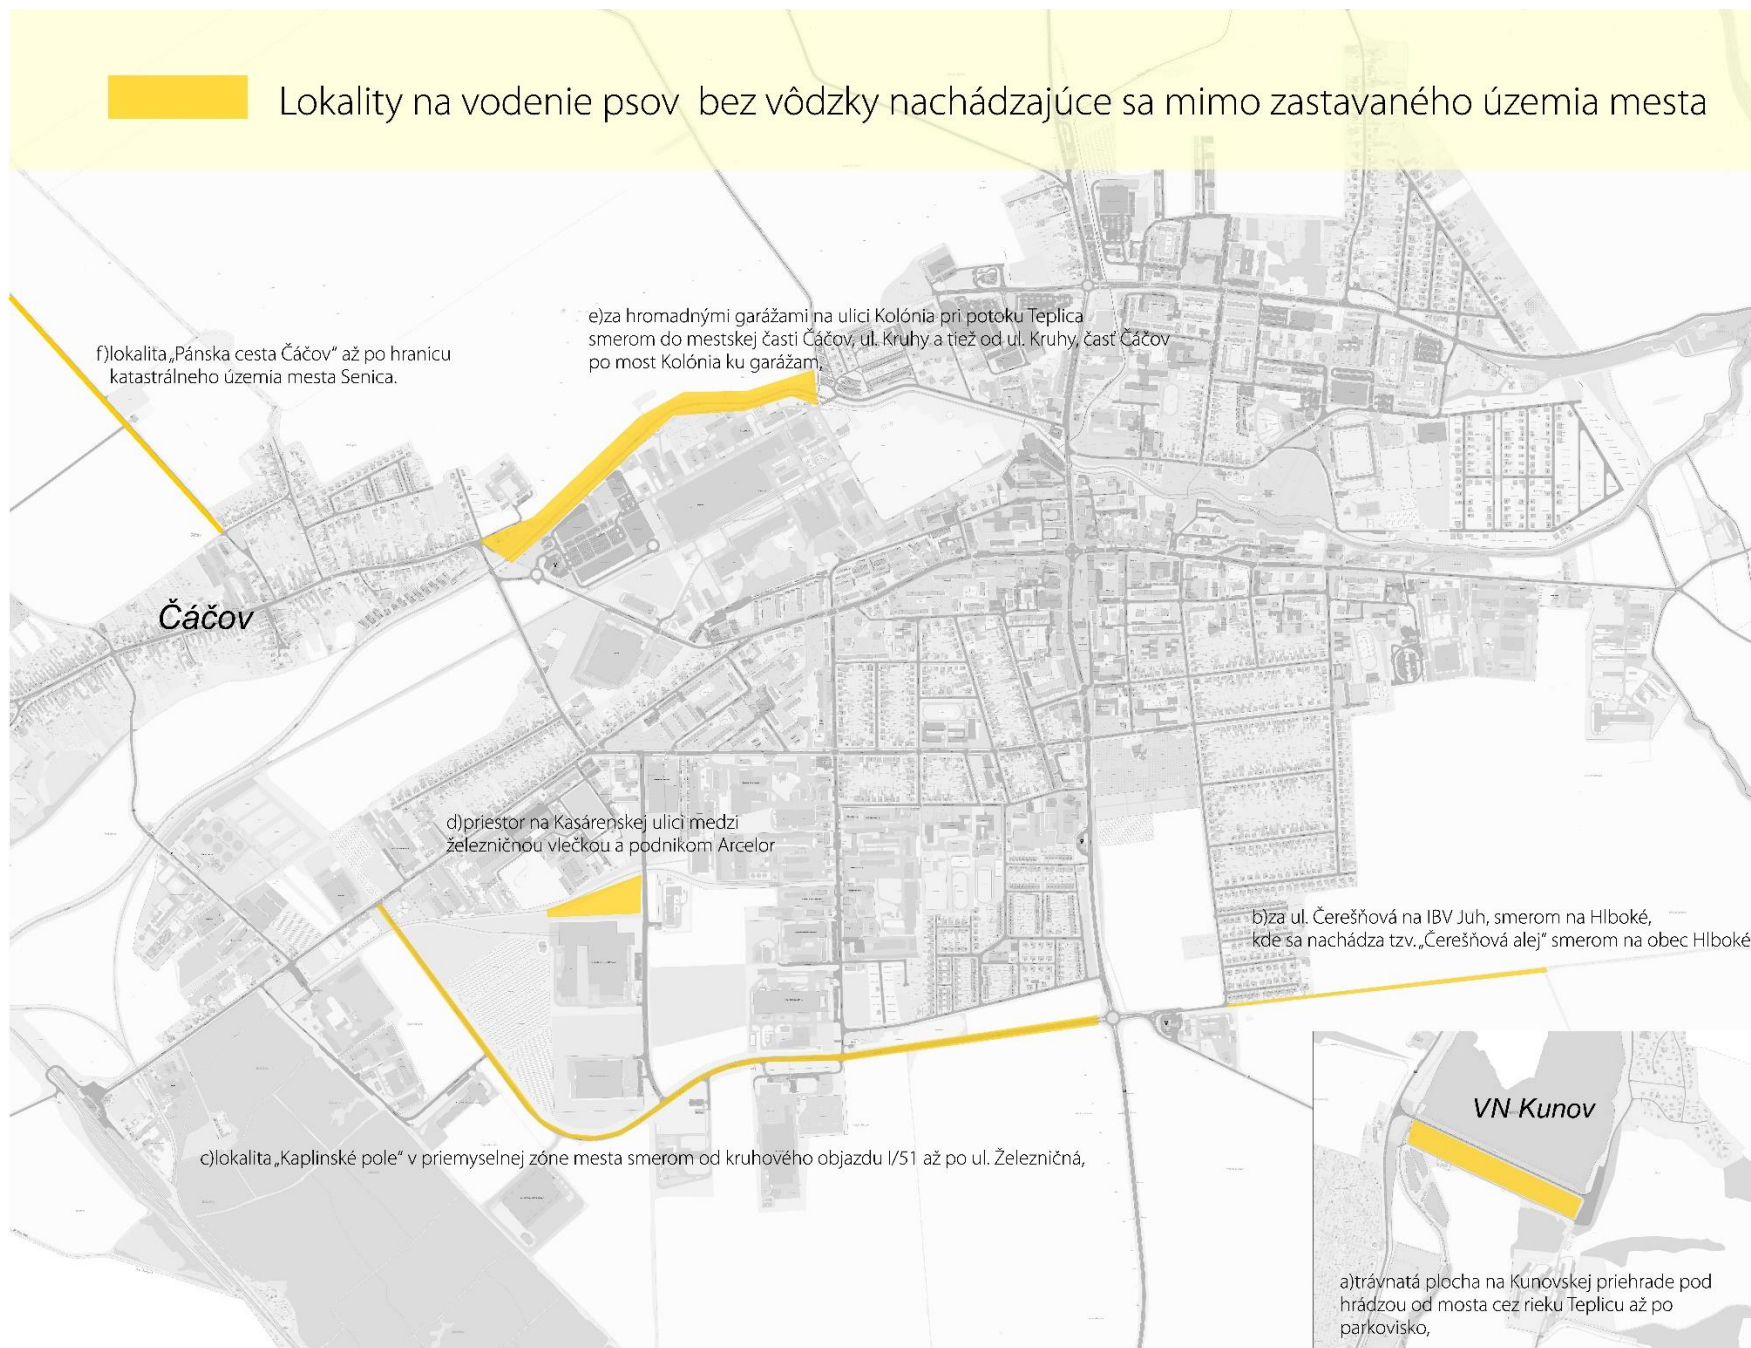 Lokality na vodenie psov bez vôdzky nachádzajúce sa mimo zastavaného územia mesta
e)za hromadnými garážami na ulici Kolónia pri potoku Teplica
smerom do mestskej časti Čáčov, ul. Kruhy a tiež od ul. Kruhy, časť Čáčov
po most Kolónia ku garážam,
f)lokalita „Pánska cesta Čáčov“ až po hranicu
katastrálneho územia mesta Senica.
Čáčov
d)priestor na Kasárenskej ulici medzi
železničnou vlečkou a podnikom Arcelor
b)za ul. Čerešňová na IBV Juh, smerom na Hlboké,
kde sa nachádza tzv. „Čerešňová alej“ smerom na obec Hlboké
VN Kunov
c)lokalita „Kaplinské pole“ v priemyselnej zóne mesta smerom od kruhového objazdu I/51 až po ul. Železničná,
a)trávnatá plocha na Kunovskej priehrade pod
hrádzou od mosta cez rieku Teplicu až po
parkovisko,